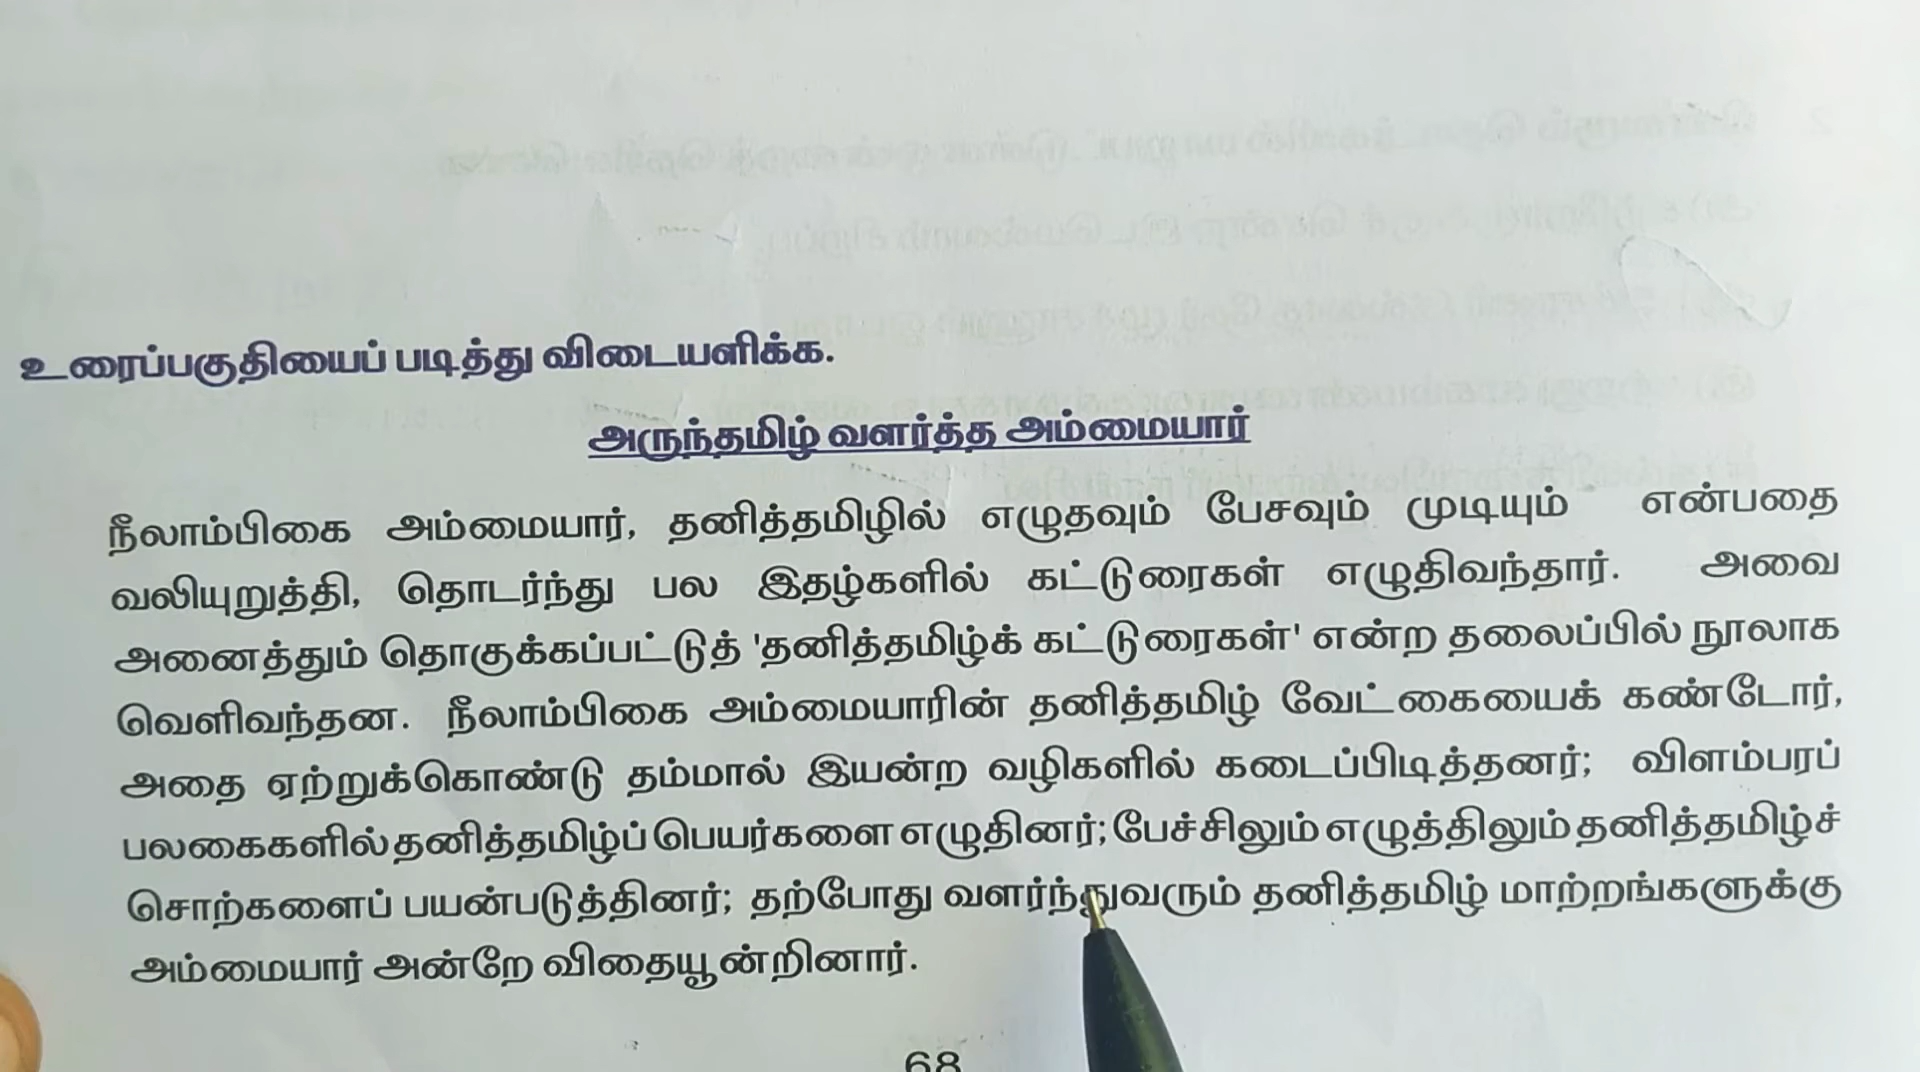 உரைப்பகுதியைப் படித்து விடையளிக்க.
அருந்தமிழ் வளர்த்த அம்மையார்
நீலாம்பிகை அம்மையார், தனித்தமிழில் எழுதவும் பேசவும் முடியும் என்பதை
வலியுறுத்தி, தொடர்ந்து பல இதழ்களில் கட்டுரைகள் எழுதிவந்தார். அவை
அனைத்தும் தொகுக்கப்பட்டுத் 'தனித்தமிழ்க் கட்டுரைகள்' என்ற தலைப்பில் நூலாக
வெளிவந்தன. நீலாம்பிகை அம்மையாரின் தனித்தமிழ் வேட்கையைக் கண்டோர்,
அதை ஏற்றுக்கொண்டு தம்மால் இயன்ற வழிகளில் கடைப்பிடித்தனர்; விளம்பரப்
பலகைகளில் தனித்தமிழ்ப் பெயர்களை எழுதினர்; பேச்சிலும் எழுத்திலும் தனித்தமிழ்ச்
சொற்களைப் பயன்படுத்தினர்; தற்போது வளர்ந்துவரும் தனித்தமிழ் மாற்றங்களுக்கு
அம்மையார் அன்றே விதையூன்றினார்.
68